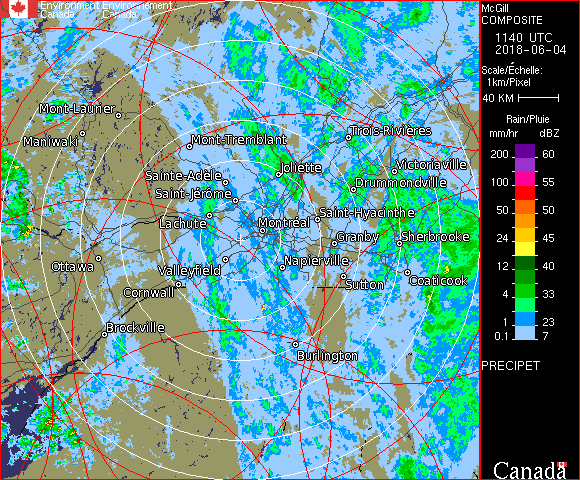 Environment Environnement
Canada Canada
McGill
COMPOSITE
1140 UTC
2018-06-04
Scale/Échelle:
1km/Pixel
40 KM
Rain/Pluie
mm/hr dBZ
200 60
100 55
50 50
24 45
12 40
4 33
1 23
0.1 7
PRECIPET
Canada
Mont-Laurier
Maniwaki
Mont-Tremblant
Trois-Rivières
Joliette
Victoriaville
Sainte-Adèle
Drummondville
Saint-Jérôme
Lachute
Saint-Hyacinthe
Montréal
Granby
Sherbrooke
Ottawa
Valleyfield
Napierville
Coaticook
Cornwall
Sutton
Brockville
Burlington